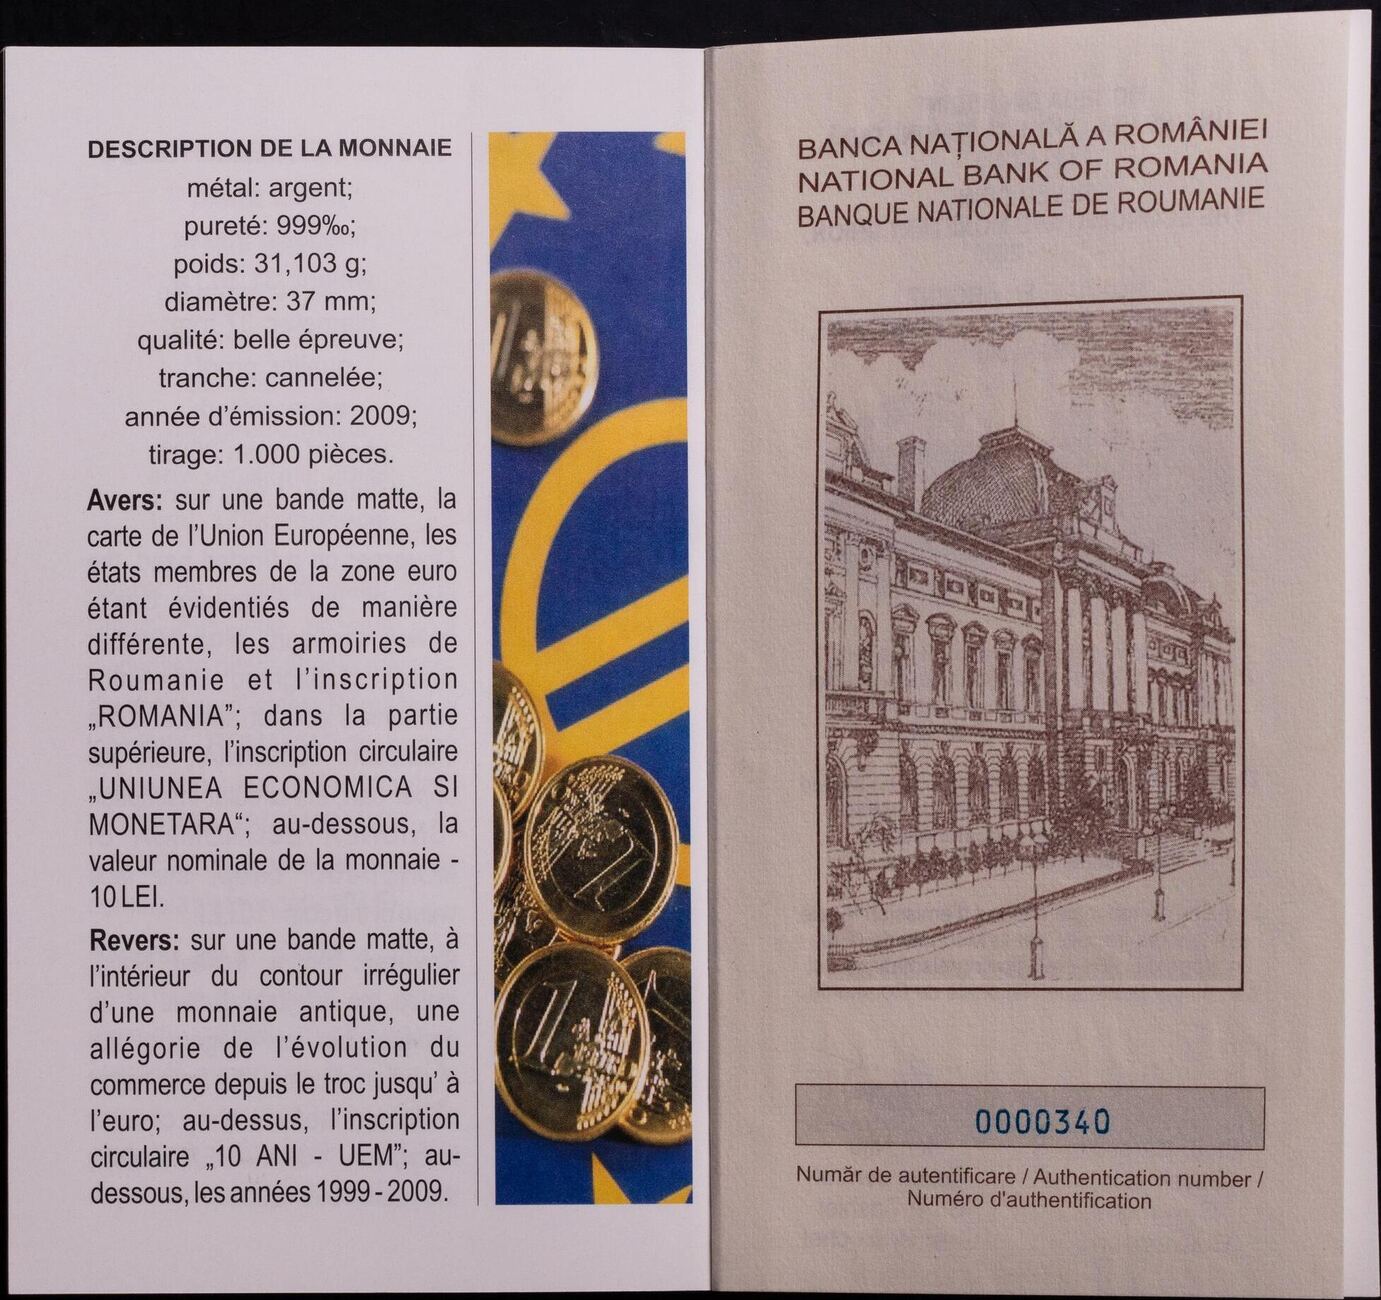 DESCRIPTION DE LA MONNAIE
métal: argent;
pureté: 999‰;
poids: 31,103 g;
diamètre: 37 mm;
qualité: belle épreuve;
tranche: cannelée;
année d'émission: 2009;
tirage: 1.000 pièces.
Avers: sur une bande matte, la
carte de l'Union Européenne, les
états membres de la zone euro
étant évidentiés de manière
différente, les armoiries de
Roumanie et l'inscription
„ROMANIA”; dans la partie
supérieure, l'inscription circulaire
„UNIUNEA ECONOMICA SI
MONETARA“; au-dessous, la
valeur nominale de la monnaie -
10 LEI.
Revers: sur une bande matte, à
l'intérieur du contour irrégulier
d'une monnaie antique, une
allégorie de l'évolution du
commerce depuis le troc jusqu' à
l'euro; au-dessus, l'inscription
circulaire „10 ANI - UEM”; au-
dessous, les années 1999 - 2009.
1
1
1
BANCA NAȚIONALĂ A ROMÂNIEI
NATIONAL BANK OF ROMANIA
BANQUE NATIONALE DE ROUMANIE
0000340
Număr de autentificare / Authentication number /
Numéro d'authentification